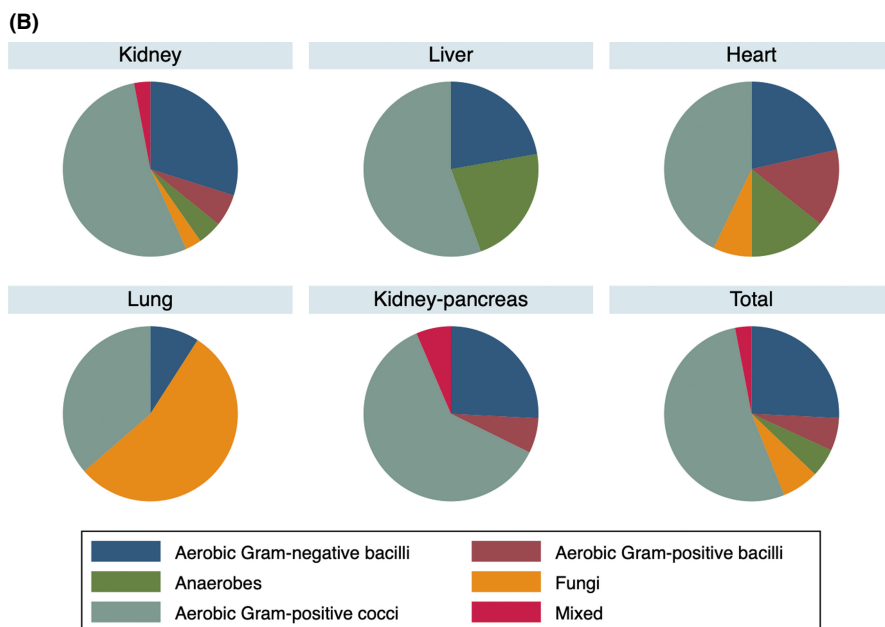 (B)
Kidney
Liver
Heart
Lung
Kidney-pancreas
Total
Aerobic Gram-negative bacilli
Aerobic Gram-positive bacilli
Anaerobes
Fungi
Aerobic Gram-positive cocci
Mixed